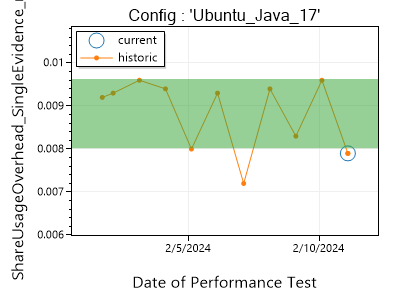 Config : 'Ubuntu_Java_17'
current
historic
ShareUsageOverhead_SingleEvidence_
0.01
0.009
0.008
0.007
0.006
2/5/2024
2/10/2024
Date of Performance Test